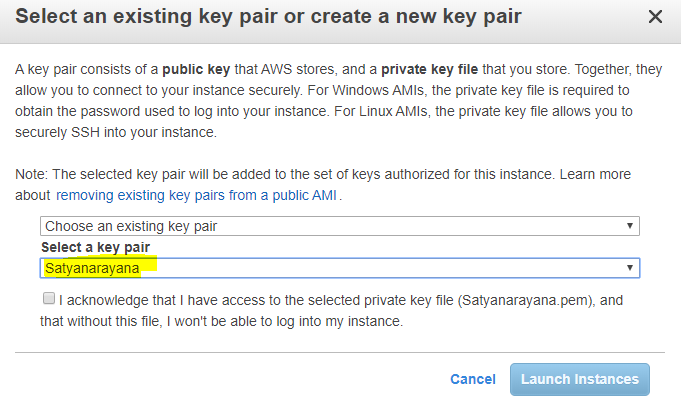 Select an existing key pair or create a new key pair
A key pair consists of a public key that AWS stores, and a private key file that you store. Together, they
allow you to connect to your instance securely. For Windows AMIs, the private key file is required to
obtain the password used to log into your instance. For Linux AMIs, the private key file allows you to
securely SSH into your instance.
Note: The selected key pair will be added to the set of keys authorized for this instance. Learn more
about removing existing key pairs from a public AMI.
Choose an existing key pair
Select a key pair
Satyanarayana
I acknowledge that I have access to the selected private key file (Satyanarayana.pem), and
that without this file, I won't be able to log into my instance.
Cancel Launch Instances